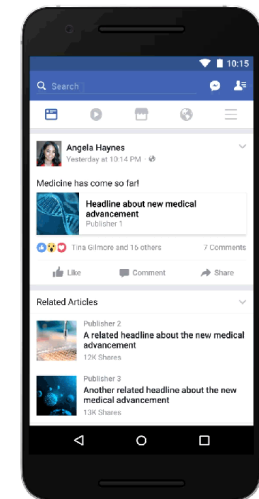 10:15
Search
Angela Haynes
Yesterday at 10:14 PM ·
Medicine has come so far!
Headline about new medical
advancement
Publisher 1
Tina Gilmore and 16 others
7 Comments
Like
Comment
Share
Related Articles
Publisher 2
A related headline about the new medical
advancement
12K Shares
Publisher 3
Another related headline about the new
medical advancement
13K Shares